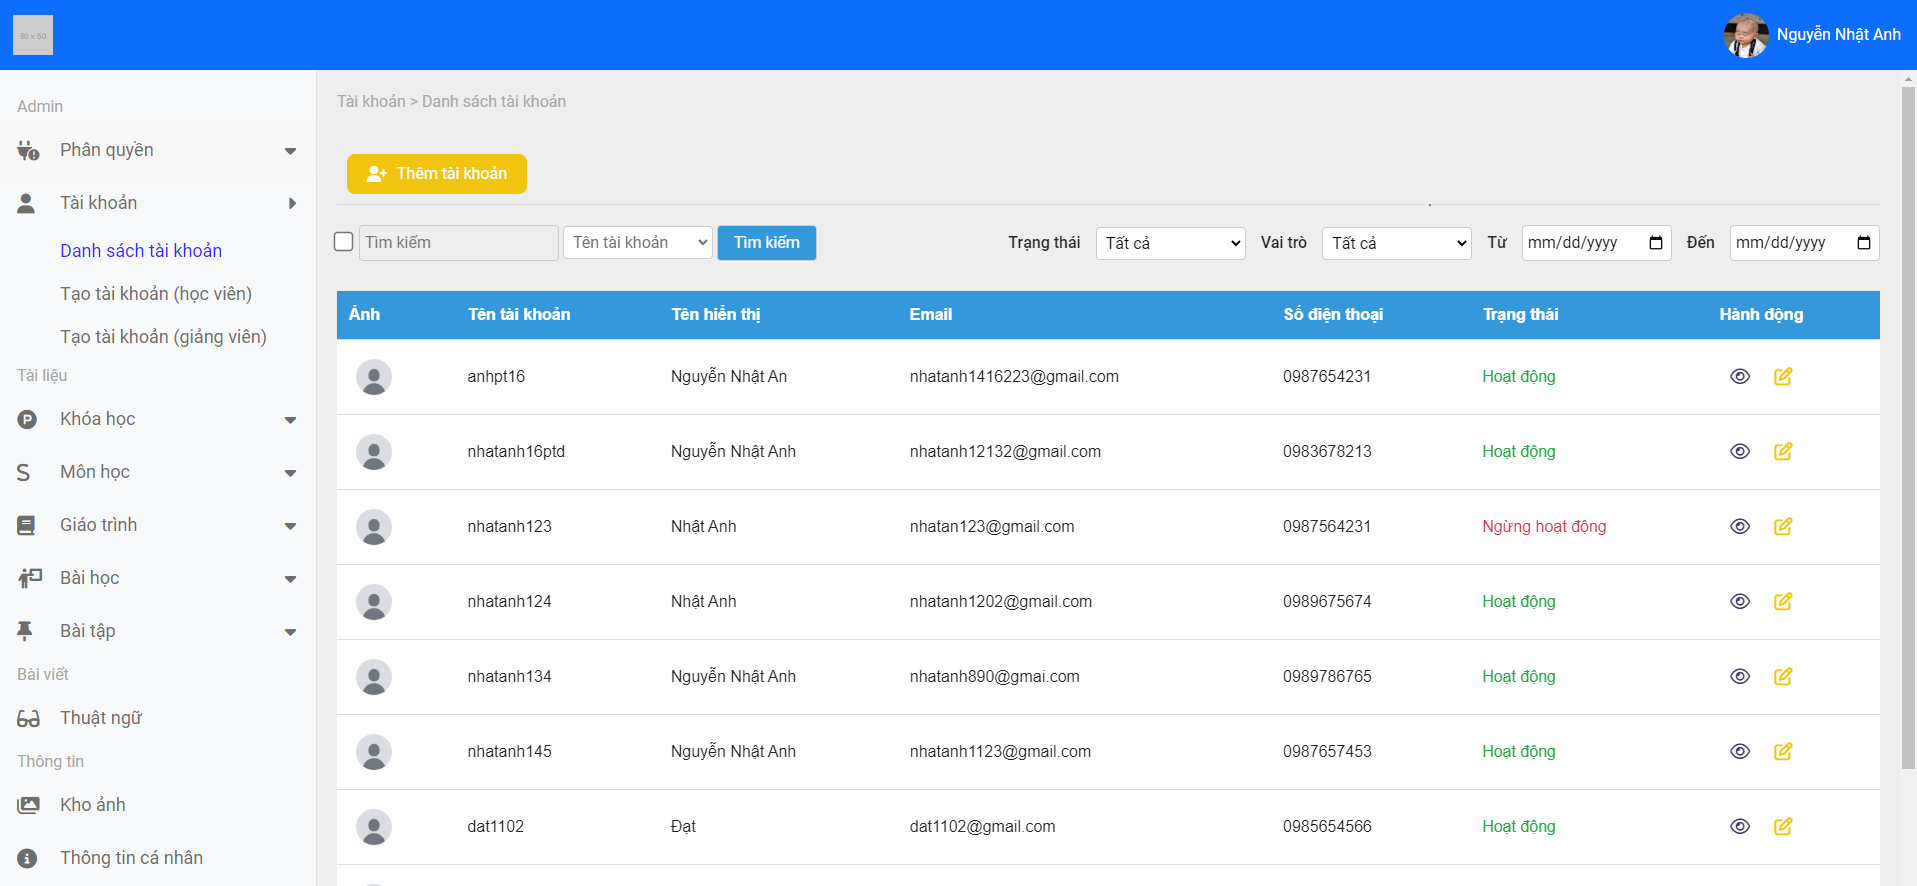 50 x 50
Nguyễn Nhật Anh
Admin
Phân quyền
Tài khoản
Danh sách tài khoản
Tạo tài khoản (học viên)
Tạo tài khoản (giảng viên)
Tài liệu
Khóa học
Môn học
Giáo trình
Bài học
Bài tập
Bài viết
Thuật ngữ
Thông tin
Kho ảnh
Thông tin cá nhân
Tài khoản > Danh sách tài khoản
Thêm tài khoản
Tìm kiếm Tên tài khoản Tìm kiếm Trạng thái Tất cả Vai trò Tất cả Từ mm/dd/yyyy Đến mm/dd/yyyy
Ảnh Tên tài khoản Tên hiển thị Email Số điện thoại Trạng thái Hành động
anhpt16 Nguyễn Nhật An nhatanh1416223@gmail.com 0987654231 Hoạt động
nhatanh16ptd Nguyễn Nhật Anh nhatanh12132@gmail.com 0983678213 Hoạt động
nhatanh123 Nhật Anh nhatan123@gmail.com 0987564231 Ngừng hoạt động
nhatanh124 Nhật Anh nhatanh1202@gmail.com 0989675674 Hoạt động
nhatanh134 Nguyễn Nhật Anh nhatanh890@gmai.com 0989786765 Hoạt động
nhatanh145 Nguyễn Nhật Anh nhatanh1123@gmail.com 0987657453 Hoạt động
dat1102 Đạt dat1102@gmail.com 0985654566 Hoạt động